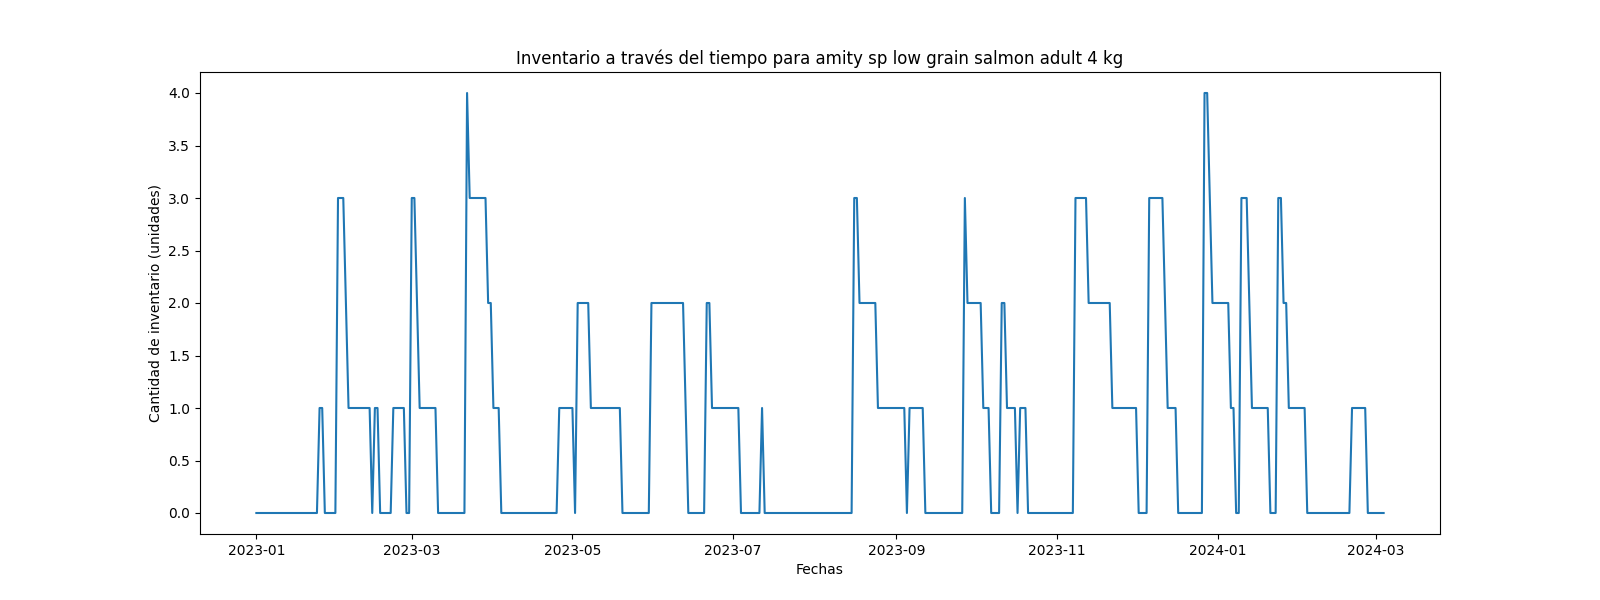 Inventario a través del tiempo para amity sp low grain salmon adult 4 kg
Cantidad de inventario (unidades)
4.0
3.5
3.0
2.5
2.0
1.5
1.0
0.5
0.0
2023-01 2023-03 2023-05 2023-07 2023-09 2023-11 2024-01 2024-03
Fechas